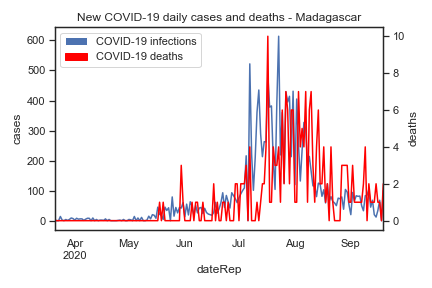 New COVID-19 daily cases and deaths - Madagascar
COVID-19 infections
COVID-19 deaths
600
500
400
300
200
100
0
cases
10
8
6
4
2
0
deaths
Apr
2020
May
Jun
Jul
Aug
Sep
dateRep